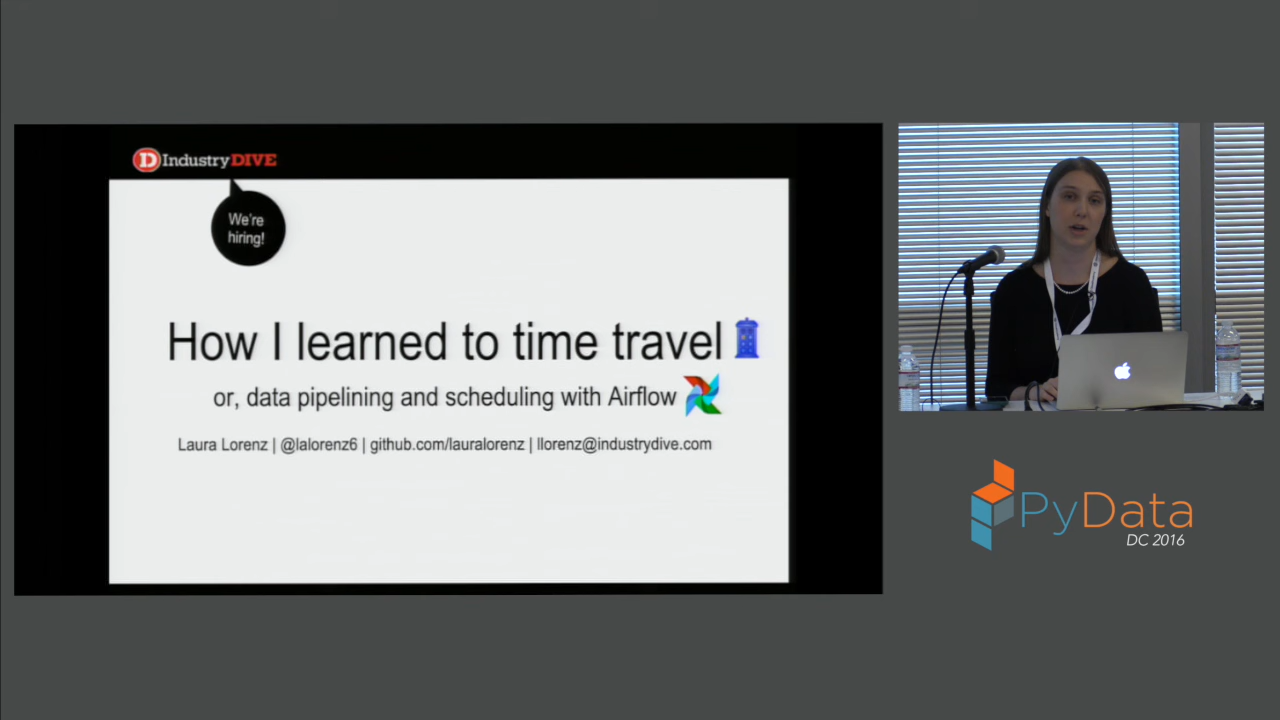 IndustryDIVE
We're
hiring!
How I learned to time travel
or, data pipelining and scheduling with Airflow
Laura Lorenz | @lalorenz6 | github.com/lauralorenz | llorenz@industrydive.com
PyData
DC 2016